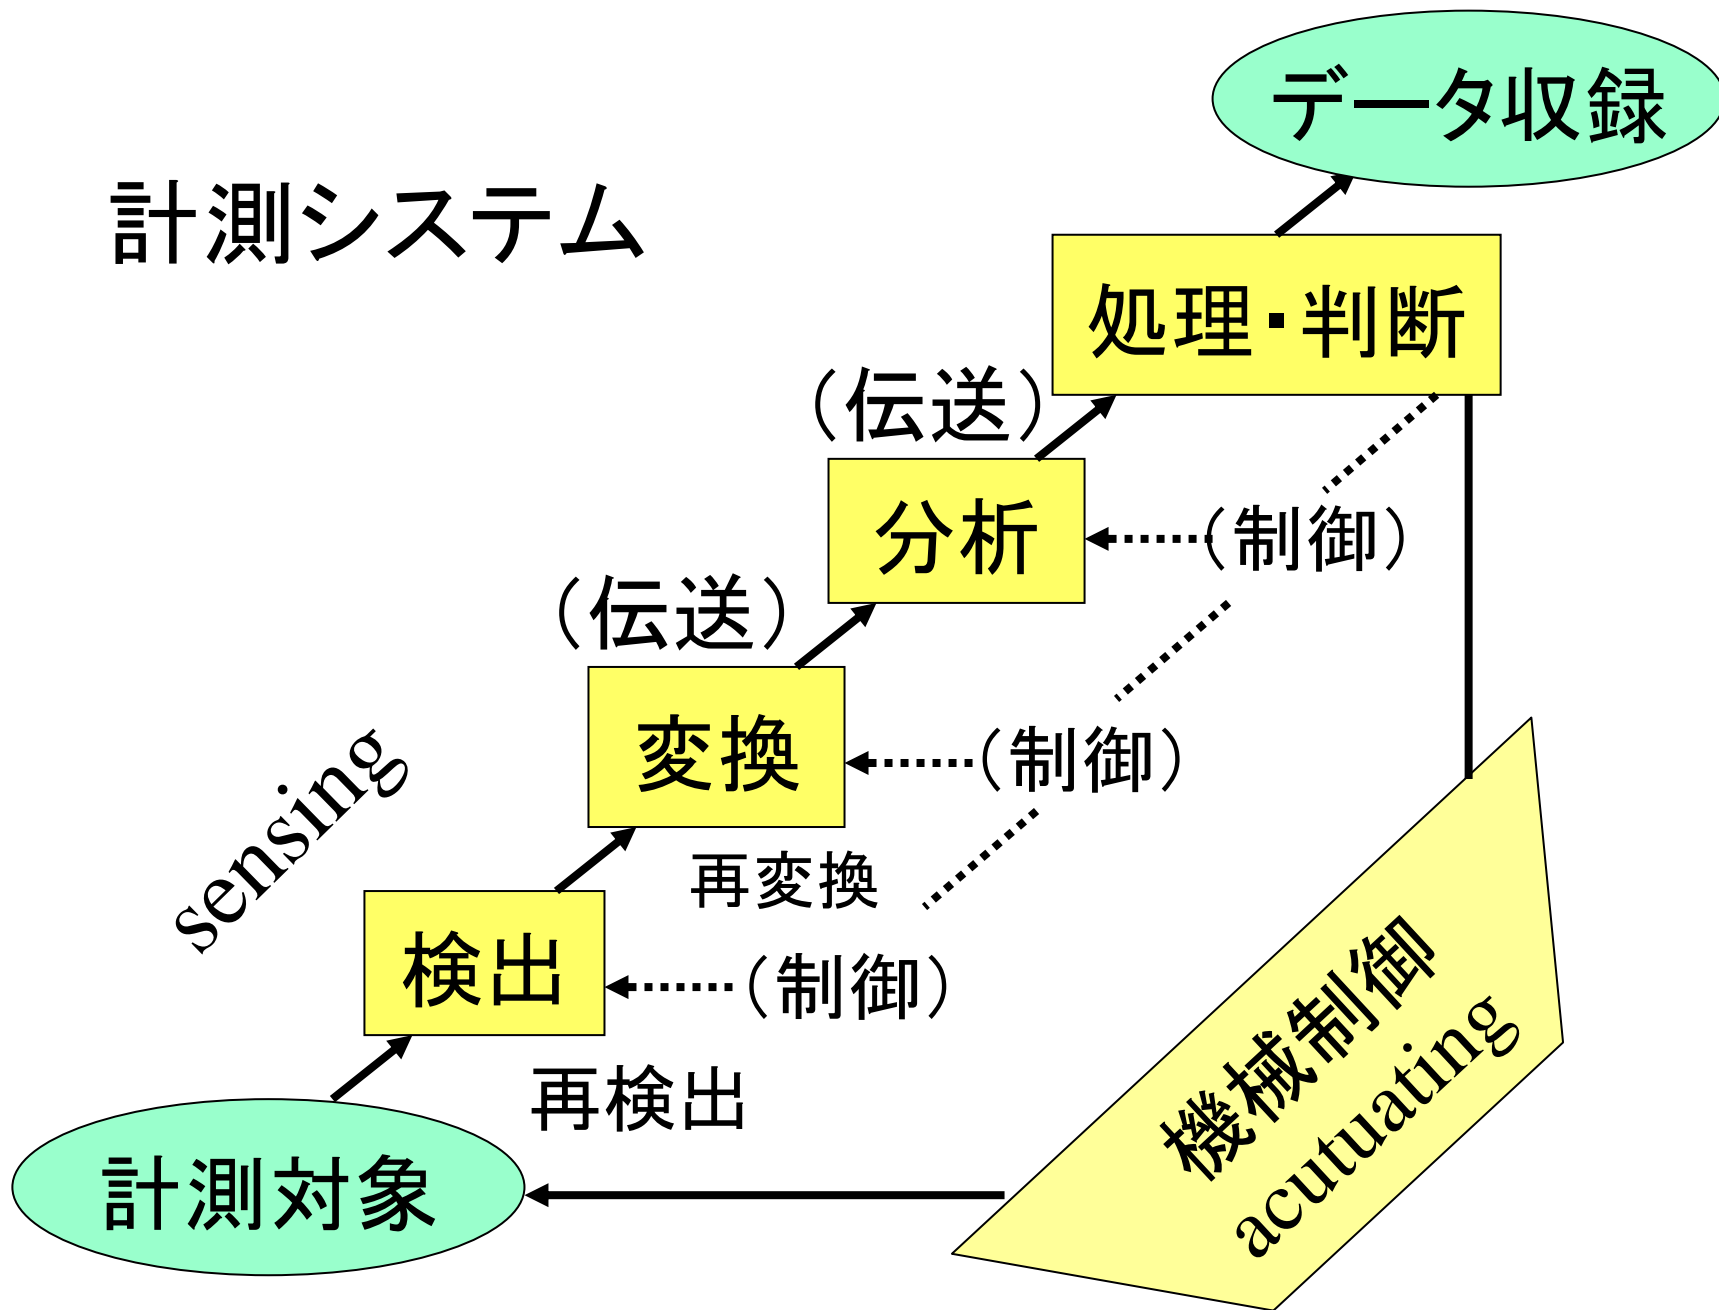 データ収録
計測システム
処理・判断
(伝送)
分析
(制御)
(伝送)
変換
(制御)
sensing
再変換
検出
(制御)
機械制御
acutuating
再検出
計測対象